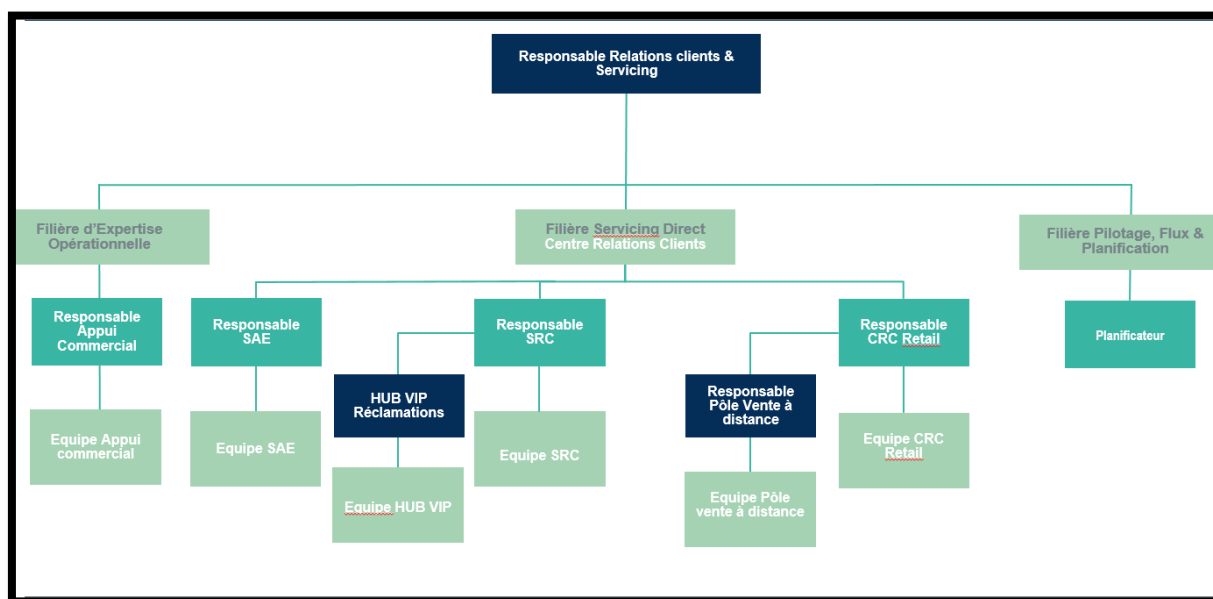 Responsable Relations clients &
Servicing
Filière d'Expertise
Opérationnelle
Filière Servicing Direct
Centre Relations Clients
Filière Pilotage, Flux &
Planification
Responsable
Appui
Commercial
Responsable
SAE
Responsable
SRC
Responsable
CRC Retail
Planificateur
HUB VIP
Réclamations
Responsable
Pôle Vente à
distance
Equipe Appui
commercial
Equipe SAE
Equipe SRC
Equipe CRC
Retail
Equipe HUB VIP
Equipe Pôle
vente à distance